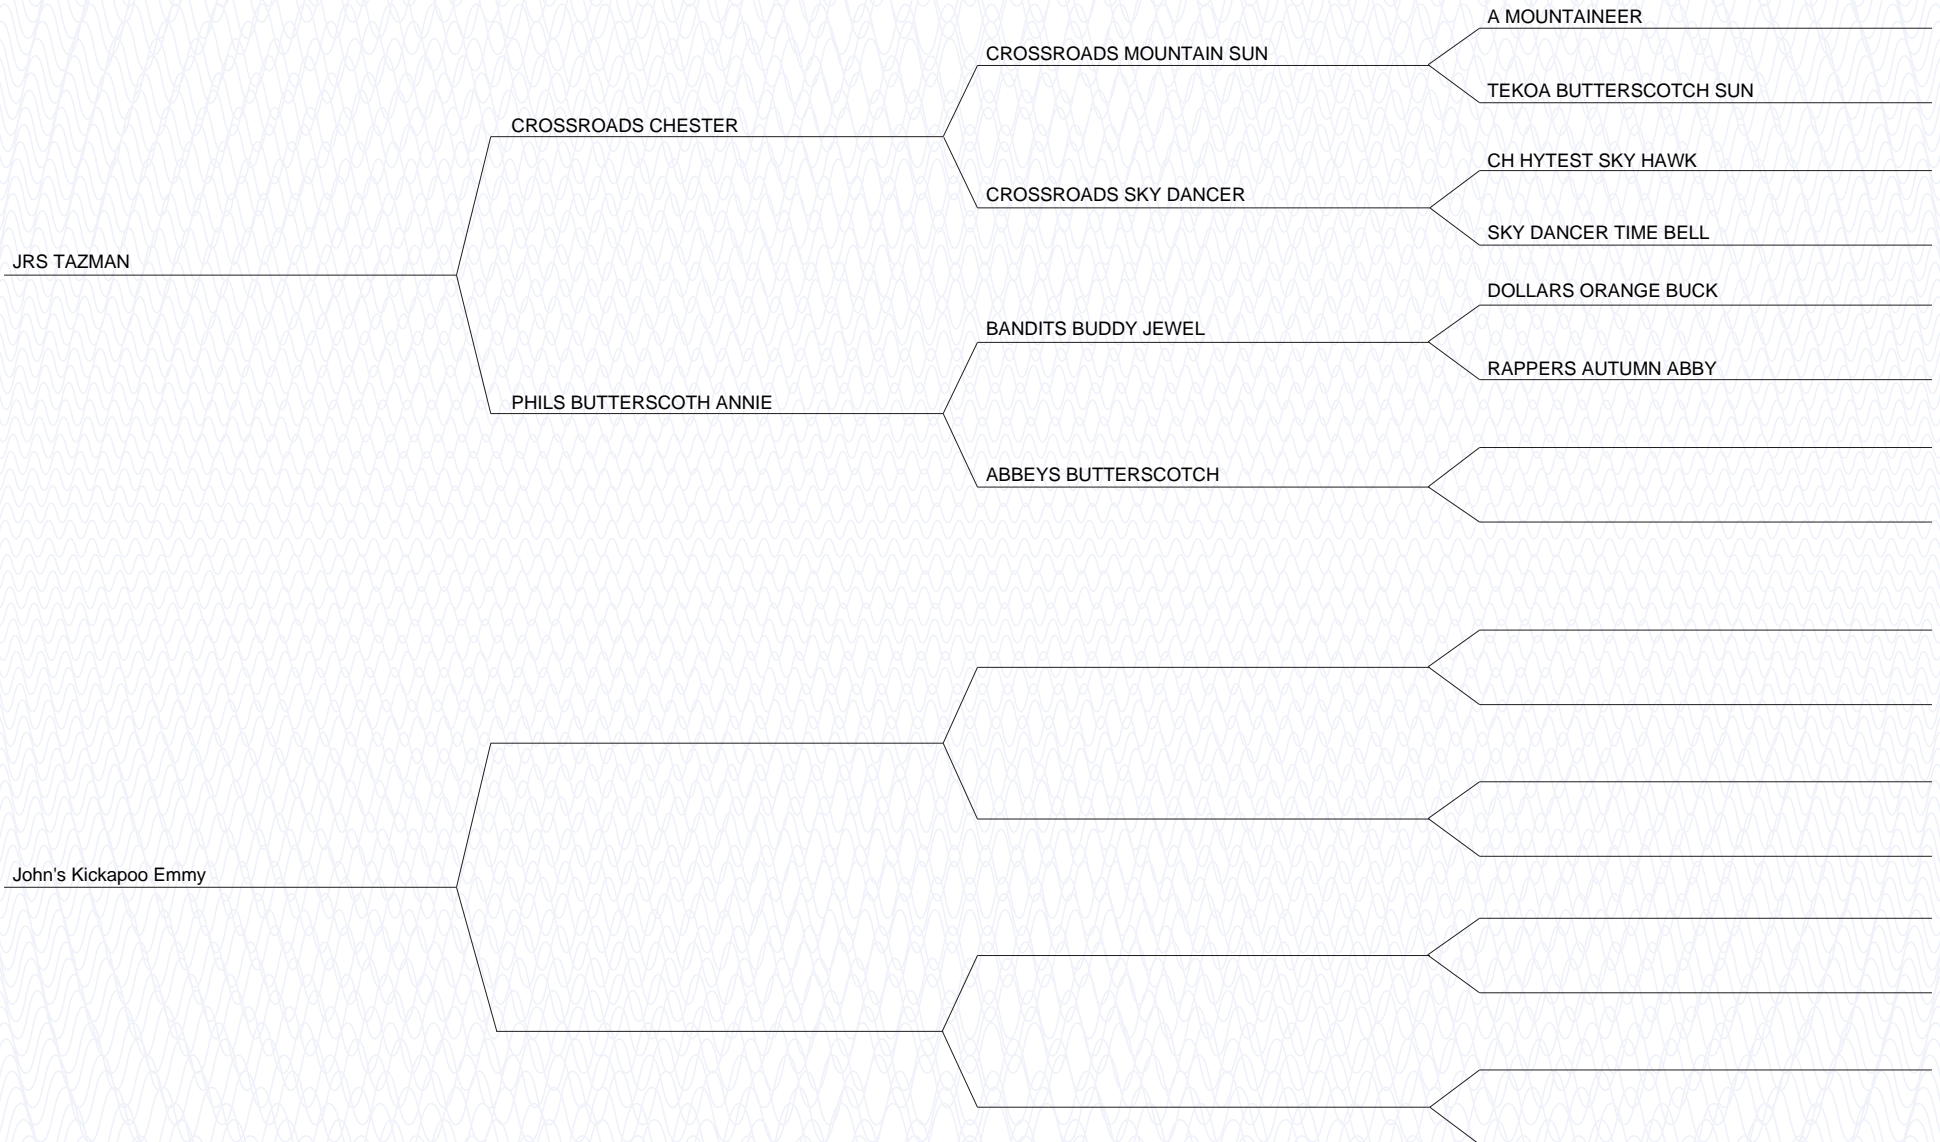 A MOUNTAINEER
CROSSROADS MOUNTAIN SUN
TEKOA BUTTERSCOTCH SUN
CROSSROADS CHESTER
CH HYTEST SKY HAWK
CROSSROADS SKY DANCER
SKY DANCER TIME BELL
JRS TAZMAN
DOLLARS ORANGE BUCK
BANDITS BUDDY JEWEL
RAPPERS AUTUMN ABBY
PHILS BUTTERSCOTH ANNIE
ABBEYS BUTTERSCOTCH
John's Kickapoo Emmy